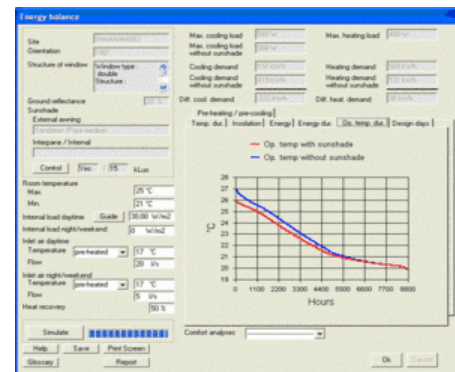 Energy balance
Site
Orientation
Structure of window
Window type :
double
Structure :
Ground reflectance
Sunshade
External awning
Interpane / Internal
Control
Yes
15
kLux
Room temperature
Max.
25 °C
Min.
21 °C
Internal load daytime
Guide
30,00 W/m2
Internal load night/weekend
0 W/m2
Inlet air daytime
Temperature
pre-heated
17 °C
Flow
20 l/s
Inlet air night/weekend
Temperature
pre-heated
17 °C
Flow
5 l/s
Heat recovery
50 %
Simulate
Help
Save
Print Screen
Glossary
Report
Max. cooling load
Max. heating load
Max. cooling load
without sunshade
Cooling demand
Heating demand
Cooling demand
without sunshade
Heating demand
without sunshade
Diff. cool. demand
Diff. heat. demand
Pre-heating / pre-cooling
Temp. dur.
Insolation
Energy
Energy dur.
Op. temp. dur.
Design days
Op. temp with sunshade
Op. temp without sunshade
28
27
26
25
24
23
22
21
20
19
°C
0 1100 2200 3300 4400 5500 6600 7700 8800
Hours
Comfort analyses
Ok
Cancel